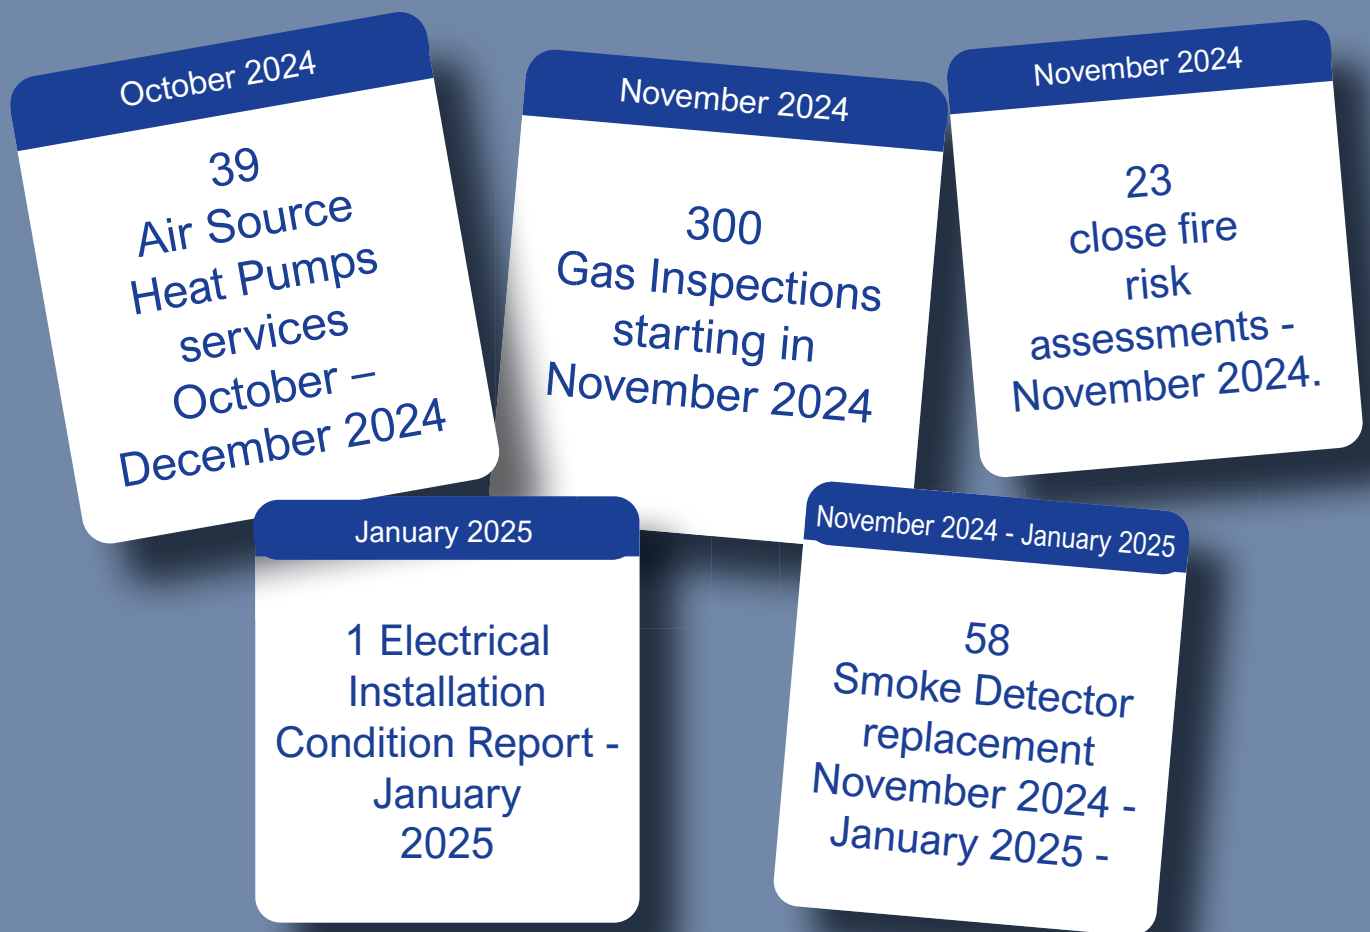 October 2024
39
Air Source
Heat Pumps
services
October –
December 2024
November 2024
300
Gas Inspections
starting in
November 2024
November 2024
23
close fire
risk
assessments -
November 2024.
January 2025
1 Electrical
Installation
Condition Report -
January
2025
November 2024 - January 2025
58
Smoke Detector
replacement
November 2024 -
January 2025 -